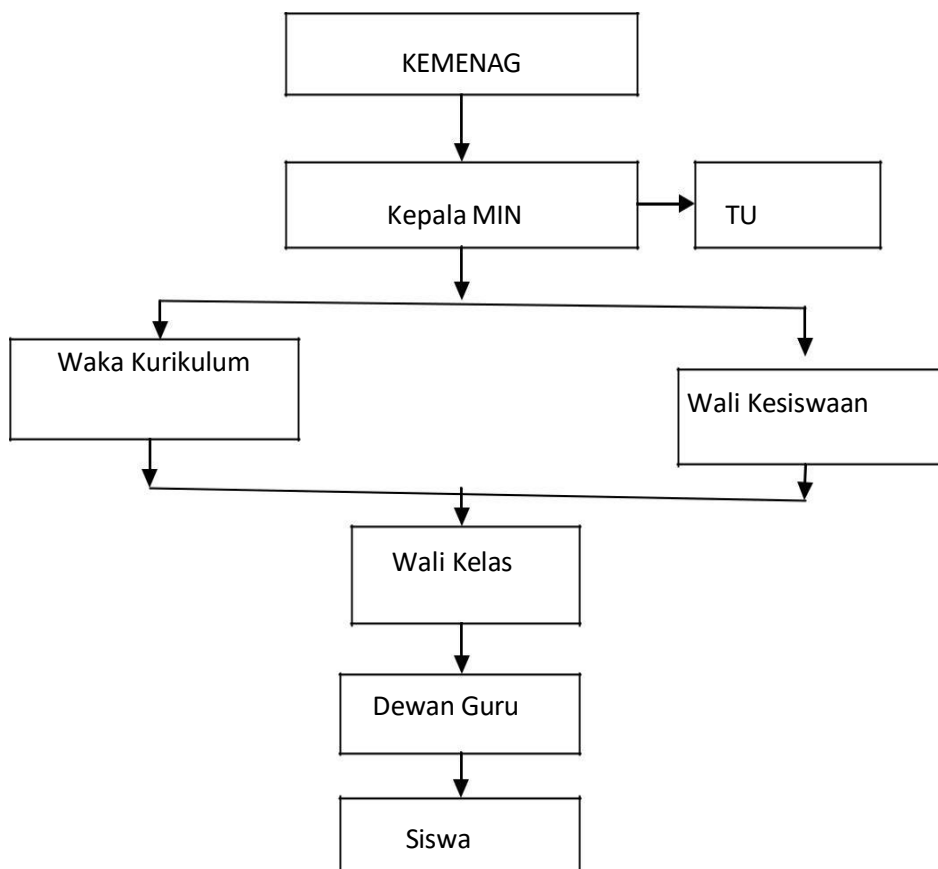 KEMENAG
Kepala MIN
TU
Waka Kurikulum
Wali Kesiswaan
Wali Kelas
Dewan Guru
Siswa